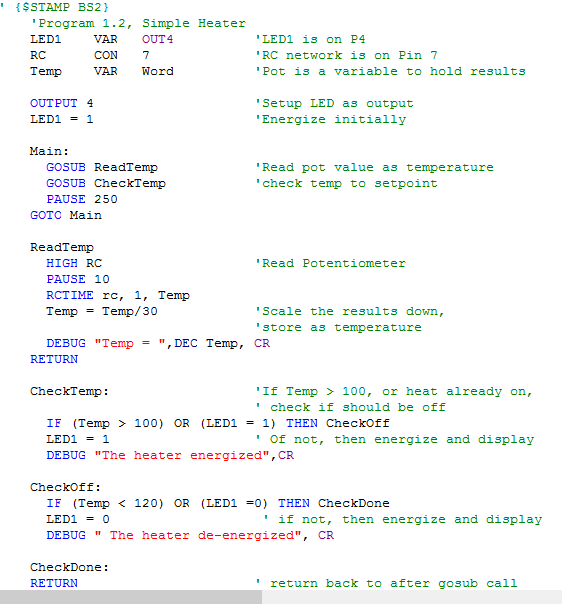 ' {$STAMP BS2}
'Program 1.2, Simple Heater
LED1    VAR   OUT4          'LED1 is on P4
RC      CON   7             'RC network is on Pin 7
Temp    VAR   Word          'Pot is a variable to hold results
OUTPUT 4                    'Setup LED as output
LED1 = 1                    'Energize initially
Main:
GOSUB ReadTemp            'Read pot value as temperature
GOSUB CheckTemp           'check temp to setpoint
PAUSE 250
GOTO Main
ReadTemp
HIGH RC                   'Read Potentiometer
PAUSE 10
RCTIME rc, 1, Temp
Temp = Temp/30            'Scale the results down,
'store as temperature
DEBUG "Temp = ",DEC Temp, CR
RETURN
CheckTemp:                  'If Temp > 100, or heat already on,
' check if should be off
IF (Temp > 100) OR (LED1 = 1) THEN CheckOff
LED1 = 1                  ' Of not, then energize and display
DEBUG "The heater energized",CR
CheckOff:
IF (Temp < 120) OR (LED1 =0) THEN CheckDone
LED1 = 0                   ' if not, then energize and display
DEBUG " The heater de-energized", CR
CheckDone:
RETURN                      ' return back to after gosub call